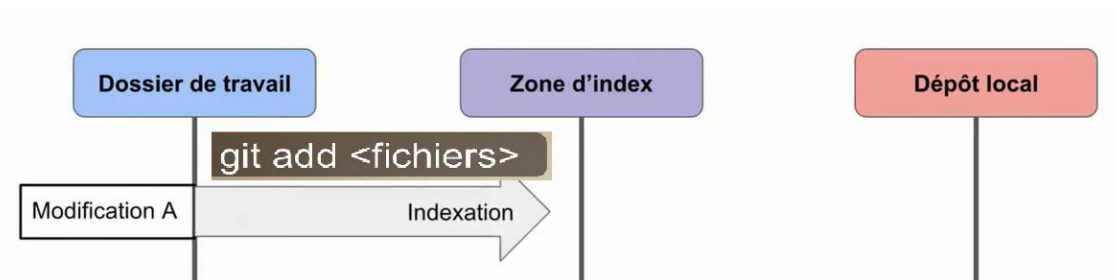 Dossier de travail
Zone d’index
Dépôt local
git add <fichiers>
Modification A
Indexation